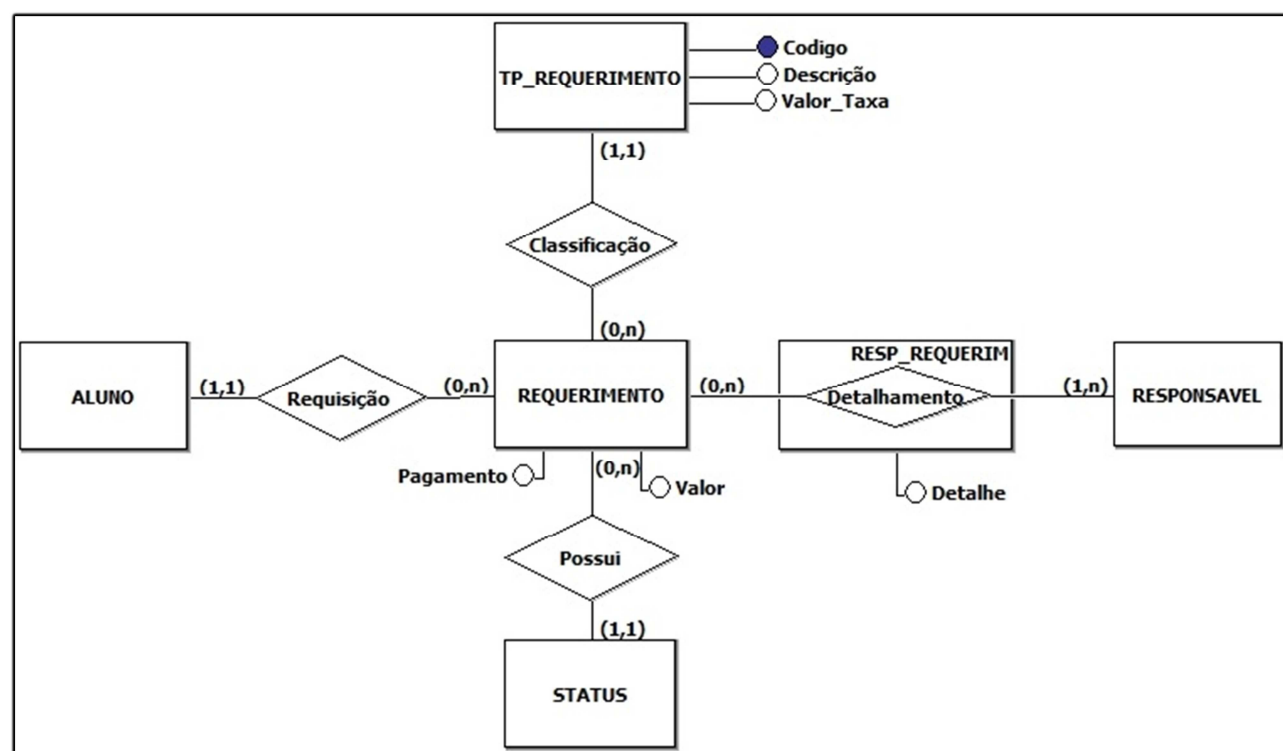 Codigo
TP_REQUERIMENTO
Descrição
Valor_Taxa
(1,1)
Classificação
(0,n)
RESP_REQUERIM
ALUNO
(1,1)
Requisição
(0,n)
REQUERIMENTO
(0,n)
Detalhamento
(1,n)
RESPONSAVEL
Pagamento
(0,n)
Valor
Detalhe
Possui
(1,1)
STATUS